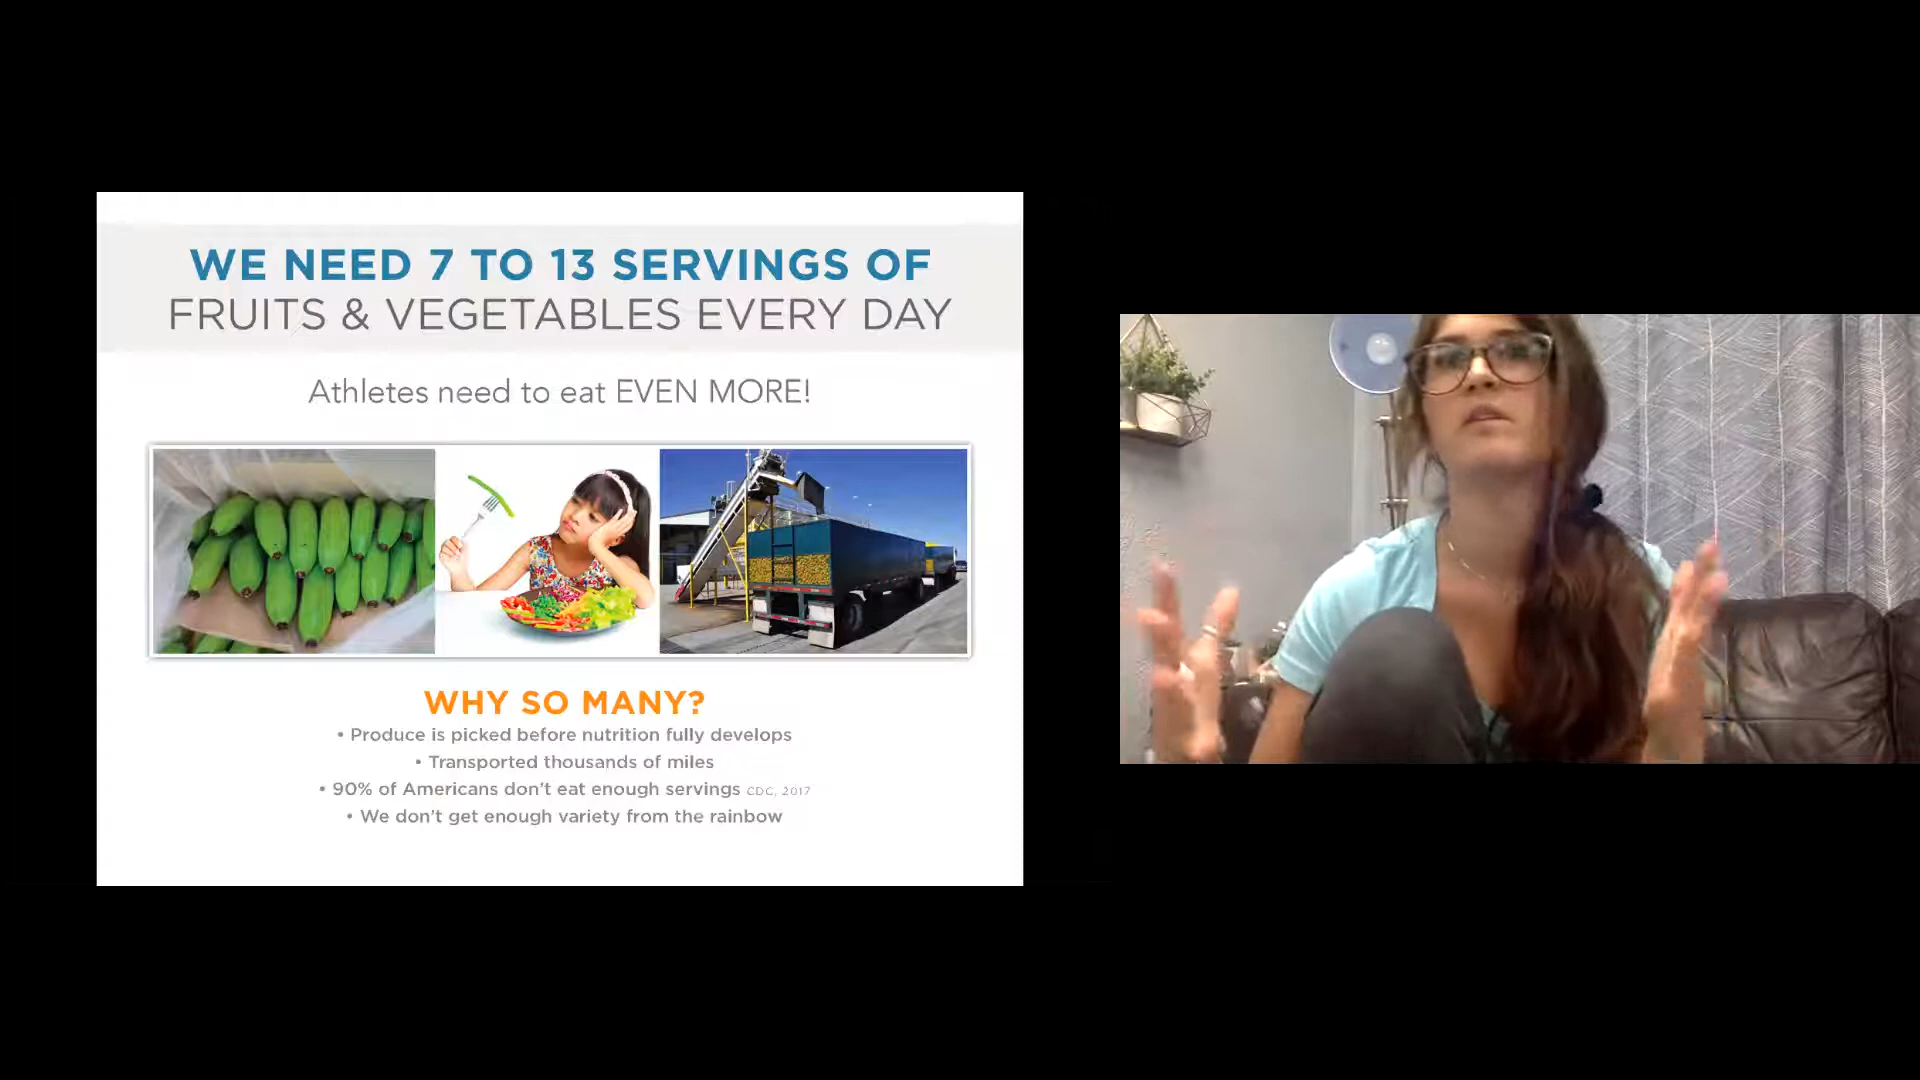 WE NEED 7 TO 13 SERVINGS OF
FRUITS & VEGETABLES EVERY DAY
Athletes need to eat EVEN MORE!
WHY SO MANY?
• Produce is picked before nutrition fully develops
• Transported thousands of miles
• 90% of Americans don't eat enough servings CDC, 2017
• We don't get enough variety from the rainbow